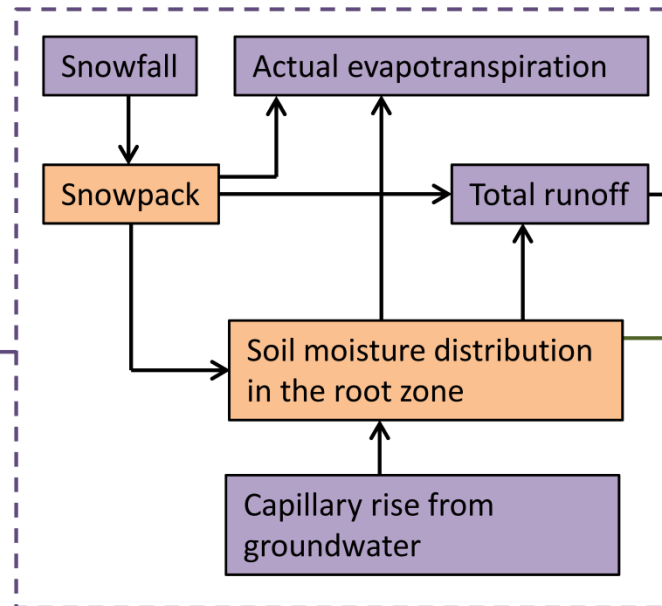 Snowfall
Actual evapotranspiration
Snowpack
Total runoff
Soil moisture distribution
in the root zone
Capillary rise from
groundwater